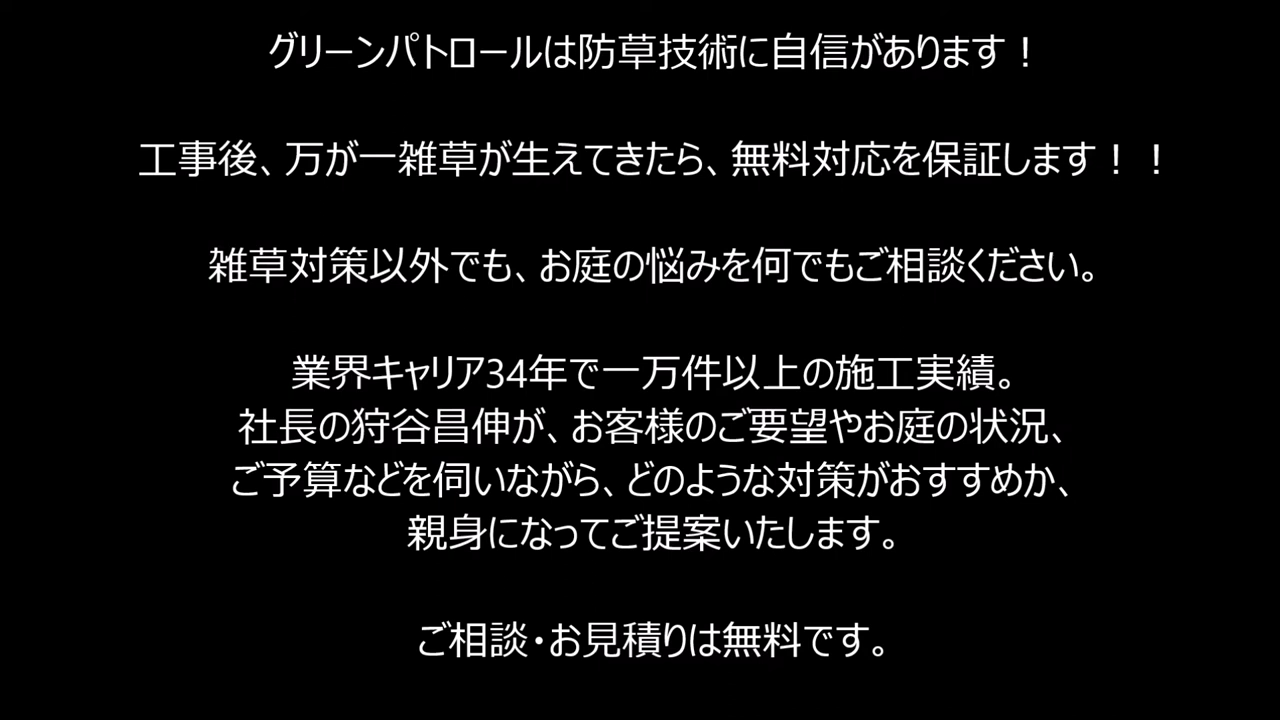 グリーンパトロールは防草技術に自信があります！
工事後、万が一雑草が生えてきたら、無料対応を保証します！！
雑草対策以外でも、お庭の悩みを何でもご相談ください。
業界キャリア34年で一万件以上の施工実績。
社長の狩谷昌伸が、お客様のご要望やお庭の状況、
ご予算などを伺いながら、どのような対策がおすすめか、
親身になってご提案いたします。
ご相談・お見積りは無料です。